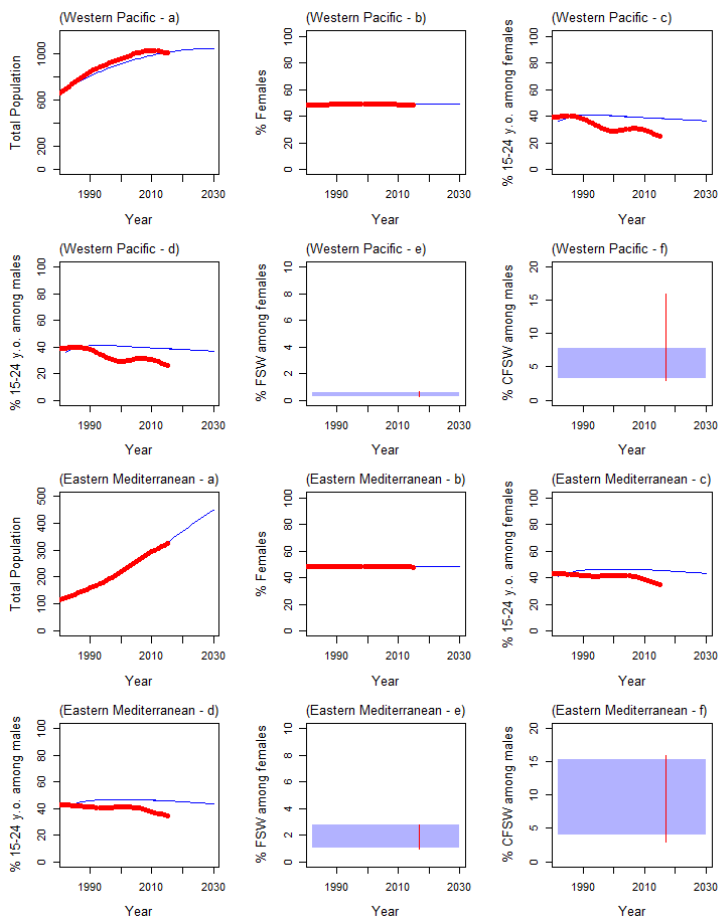 (Western Pacific - a)
Total Population
0 200 600 1000
1990 2010 2030
Year
(Western Pacific - b)
% Females
0 20 40 60 80 100
1990 2010 2030
Year
(Western Pacific - c)
% 15-24 y.o. among females
0 20 40 60 80 100
1990 2010 2030
Year
(Western Pacific - d)
% 15-24 y.o. among males
0 20 40 60 80 100
1990 2010 2030
Year
(Western Pacific - e)
% FSW among females
0 2 4 6 8 10
1990 2010 2030
Year
(Western Pacific - f)
% CFSW among males
0 5 10 15 20
1990 2010 2030
Year
(Eastern Mediterranean - a)
Total Population
0 100 200 300 400 500
1990 2010 2030
Year
(Eastern Mediterranean - b)
% Females
0 20 40 60 80 100
1990 2010 2030
Year
(Eastern Mediterranean - c)
% 15-24 y.o. among females
0 20 40 60 80 100
1990 2010 2030
Year
(Eastern Mediterranean - d)
% 15-24 y.o. among males
0 20 40 60 80 100
1990 2010 2030
Year
(Eastern Mediterranean - e)
% FSW among females
0 2 4 6 8 10
1990 2010 2030
Year
(Eastern Mediterranean - f)
% CFSW among males
0 5 10 15 20
1990 2010 2030
Year